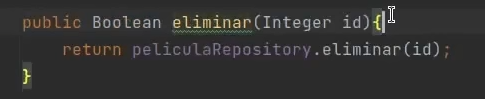 public Boolean eliminar(Integer id){
return peliculaRepository.eliminar(id);
}